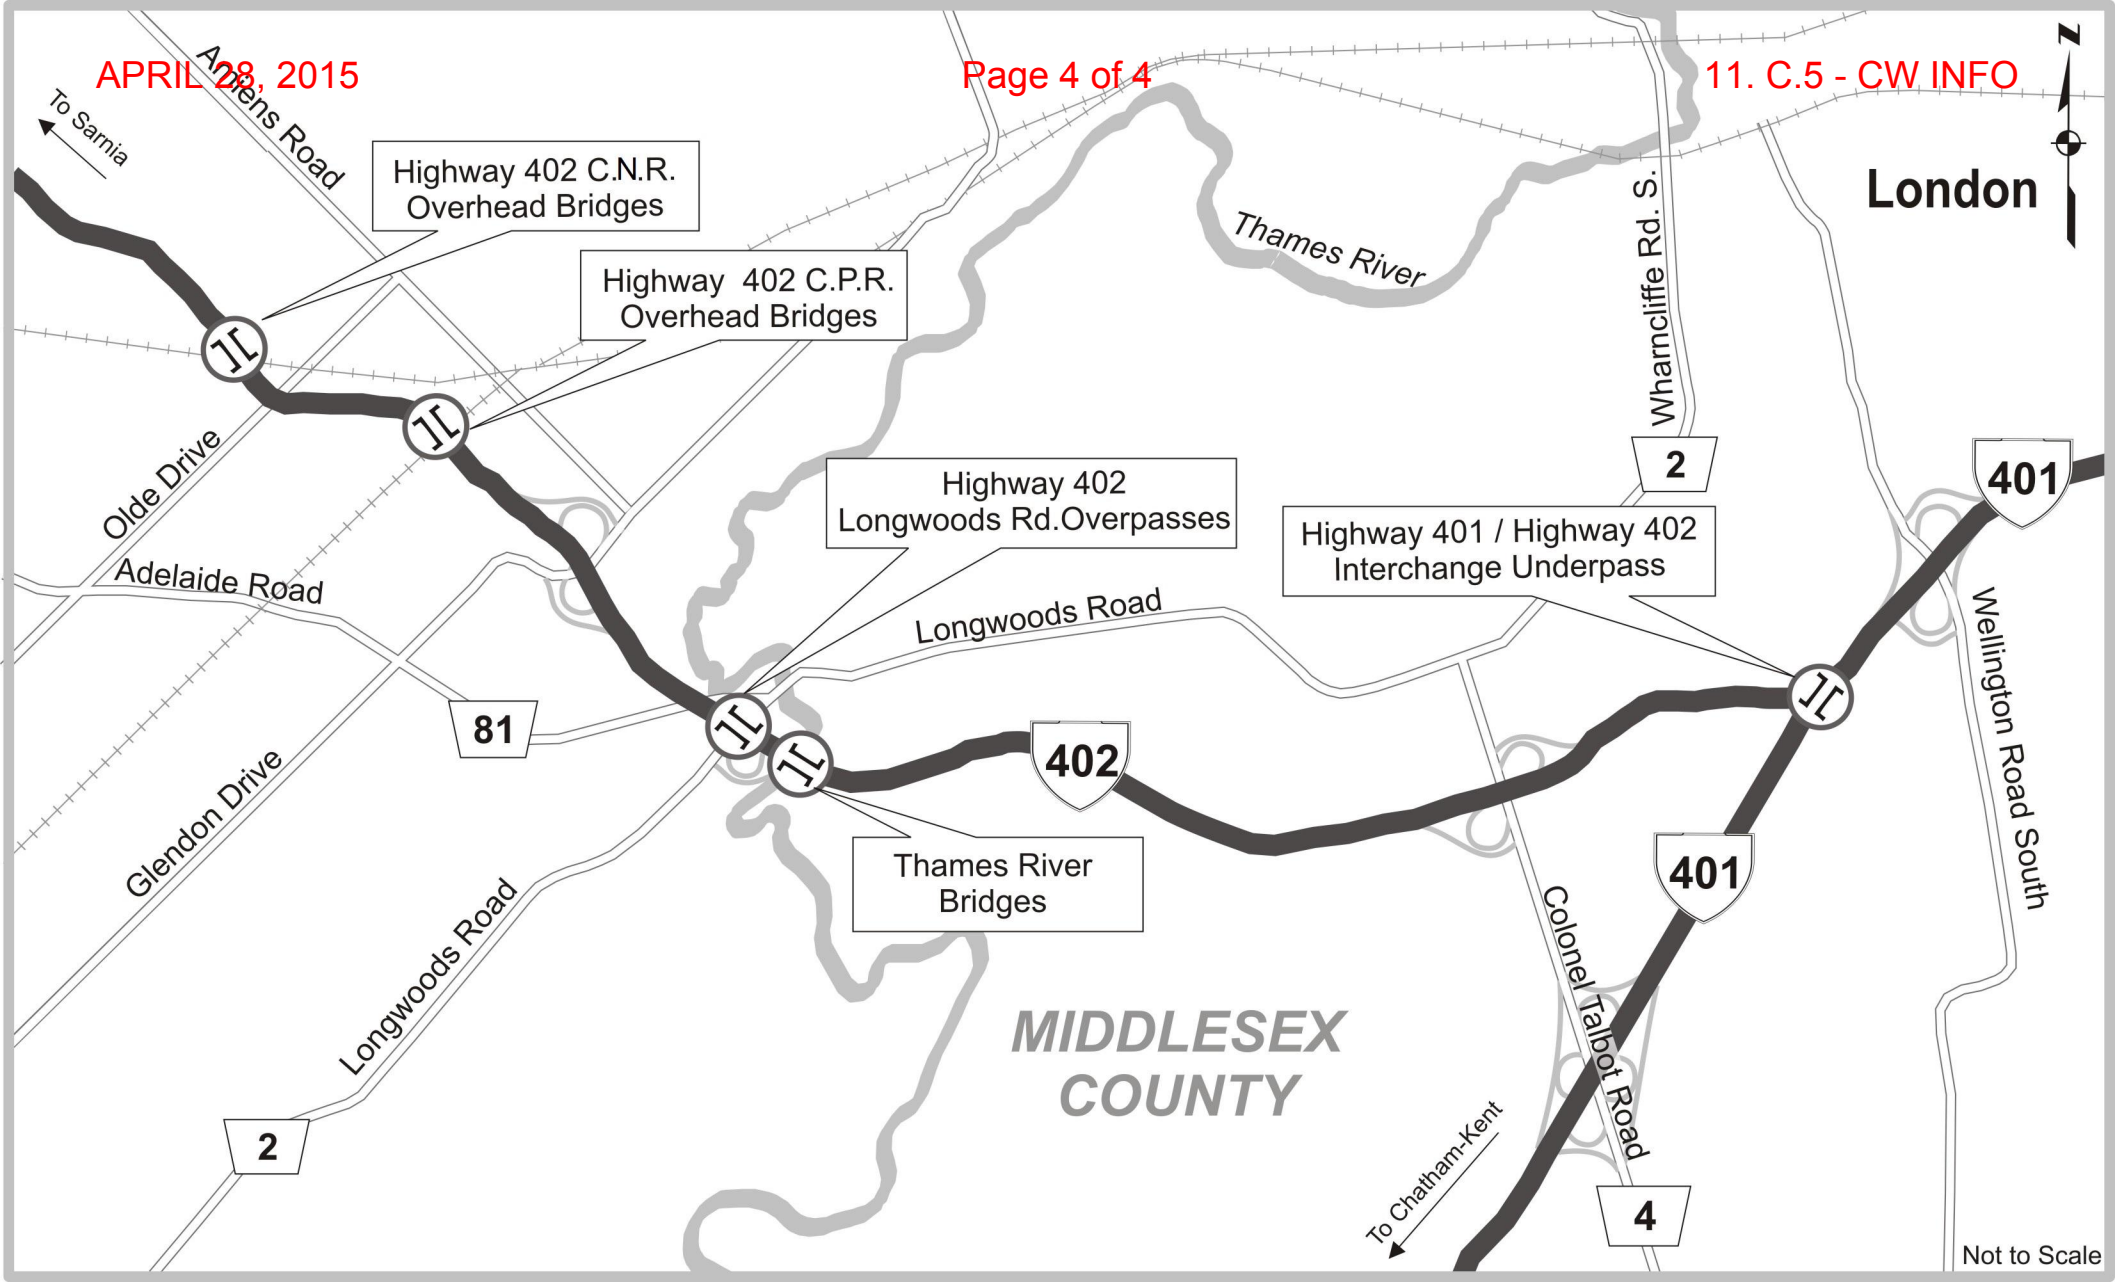 APRIL 28, 2015
Page 4 of 4
11. C.5 - CW INFO
z
To Sarnia
Amiens Road
Highway 402 C.N.R.
Overhead Bridges
London
Thames River
Wharncliffe Rd. S.
Highway  402 C.P.R.
Overhead Bridges
Olde Drive
2
401
Highway 402
Longwoods Rd.Overpasses
Highway 401 / Highway 402
Interchange Underpass
Adelaide Road
Longwoods Road
Wellington Road South
81
402
Glendon Drive
Thames River
Bridges
401
Longwoods Road
Colonel Talbot Road
MIDDLESEX
COUNTY
2
To Chatham-Kent
4
Not to Scale